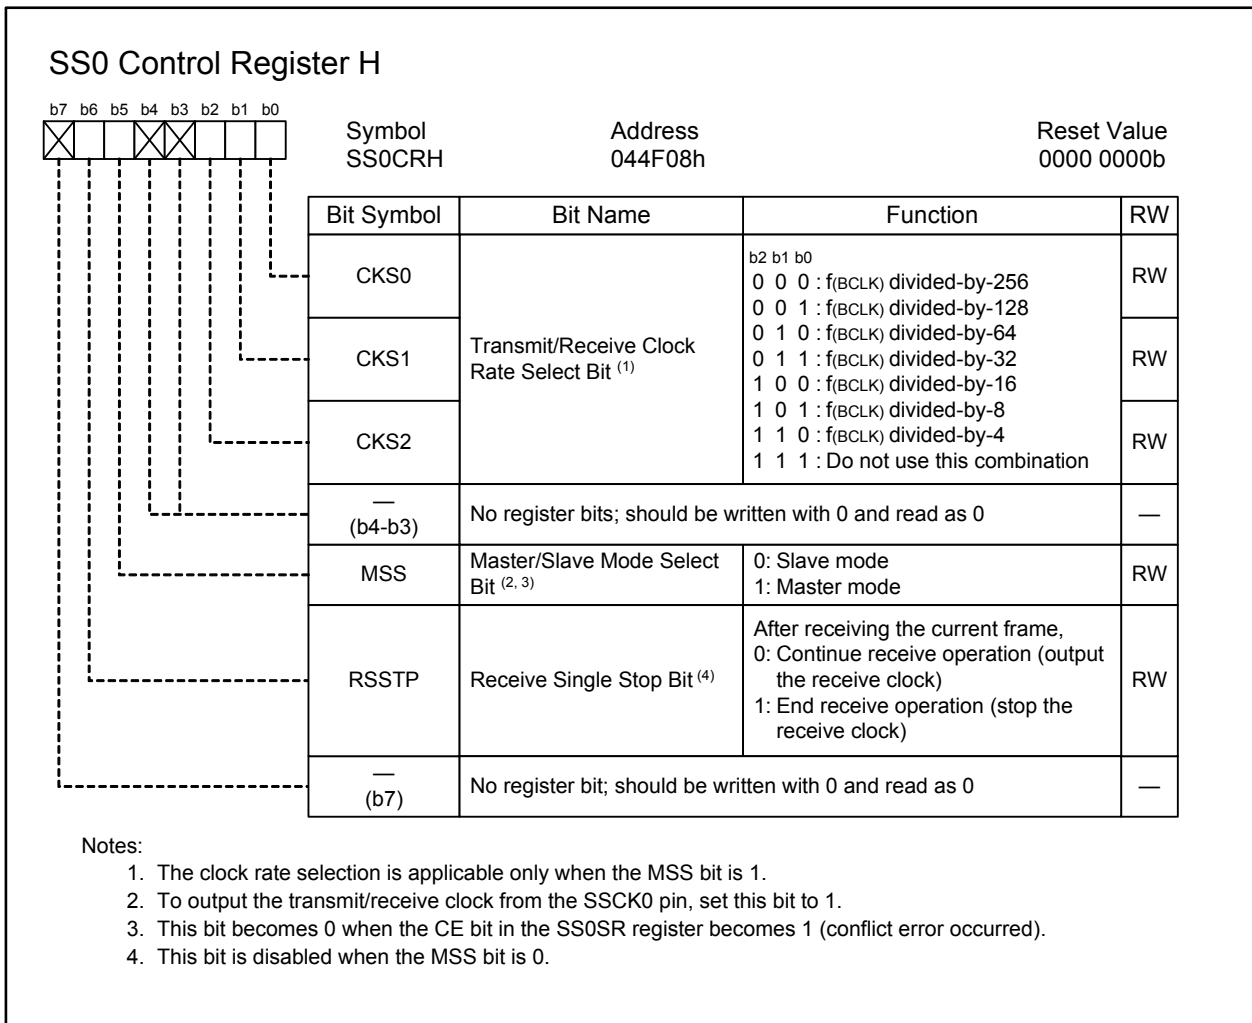 SS0 Control Register H
b7 b6 b5 b4 b3 b2 b1 b0
Symbol Address Reset Value
SS0CRH 044F08h 0000 0000b
Bit Symbol Bit Name Function RW
CKS0 RW
CKS1 RW
CKS2 RW
Transmit/Receive Clock
Rate Select Bit (1)
b2 b1 b0
0 0 0 : f(BCLK) divided-by-256
0 0 1 : f(BCLK) divided-by-128
0 1 0 : f(BCLK) divided-by-64
0 1 1 : f(BCLK) divided-by-32
1 0 0 : f(BCLK) divided-by-16
1 0 1 : f(BCLK) divided-by-8
1 1 0 : f(BCLK) divided-by-4
1 1 1 : Do not use this combination
—
(b4-b3) No register bits; should be written with 0 and read as 0 —
MSS
Master/Slave Mode Select
Bit (2, 3)
0: Slave mode
1: Master mode
RW
RSSTP
Receive Single Stop Bit (4)
After receiving the current frame,
0: Continue receive operation (output
the receive clock)
1: End receive operation (stop the
receive clock)
RW
—
(b7) No register bit; should be written with 0 and read as 0 —
Notes:
1. The clock rate selection is applicable only when the MSS bit is 1.
2. To output the transmit/receive clock from the SSCK0 pin, set this bit to 1.
3. This bit becomes 0 when the CE bit in the SS0SR register becomes 1 (conflict error occurred).
4. This bit is disabled when the MSS bit is 0.